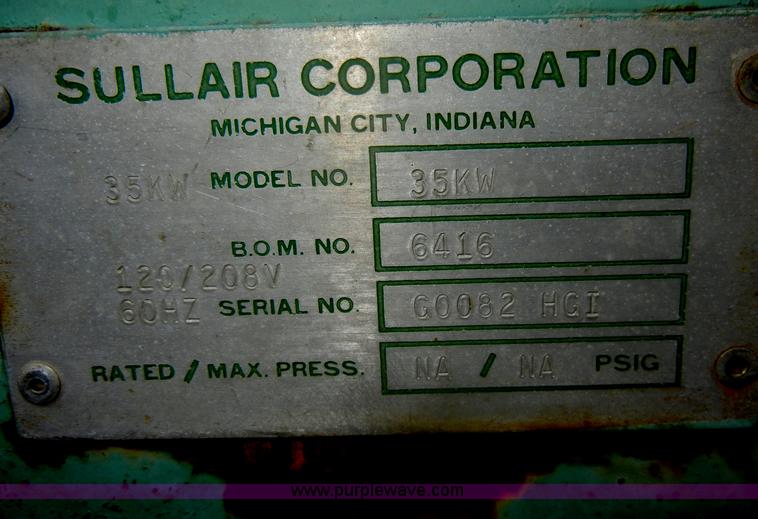 SULLAIR CORPORATION
MICHIGAN CITY, INDIANA
35KW MODEL NO. 35KW
B.O.M. NO. 6416
120/208V
60HZ SERIAL NO. G0082 HGI
RATED / MAX. PRESS. NA / NA PSIG
www.purplewave.com